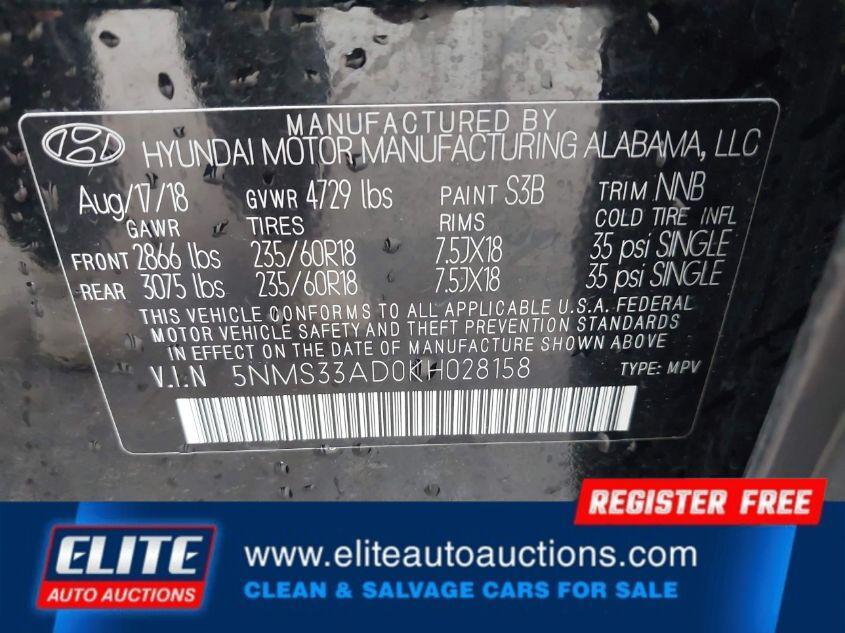 MANUFACTURED BY
HYUNDAI MOTOR MANUFACTURING ALABAMA, LLC
Aug/17/18 GVWR 4729 lbs PAINT S3B TRIM NNB
GAWR TIRES RIMS COLD TIRE INFL
FRONT 2866 lbs 235/60R18 7.5JX18 35 psi SINGLE
REAR 3075 lbs 235/60R18 7.5JX18 35 psi SINGLE
THIS VEHICLE CONFORMS TO ALL APPLICABLE U.S.A. FEDERAL
MOTOR VEHICLE SAFETY AND THEFT PREVENTION STANDARDS
IN EFFECT ON THE DATE OF MANUFACTURE SHOWN ABOVE
V.I.N 5NMS33AD0KH028158 TYPE: MPV
REGISTER FREE
ELITE
AUTO AUCTIONS
www.eliteautoauctions.com
CLEAN & SALVAGE CARS FOR SALE